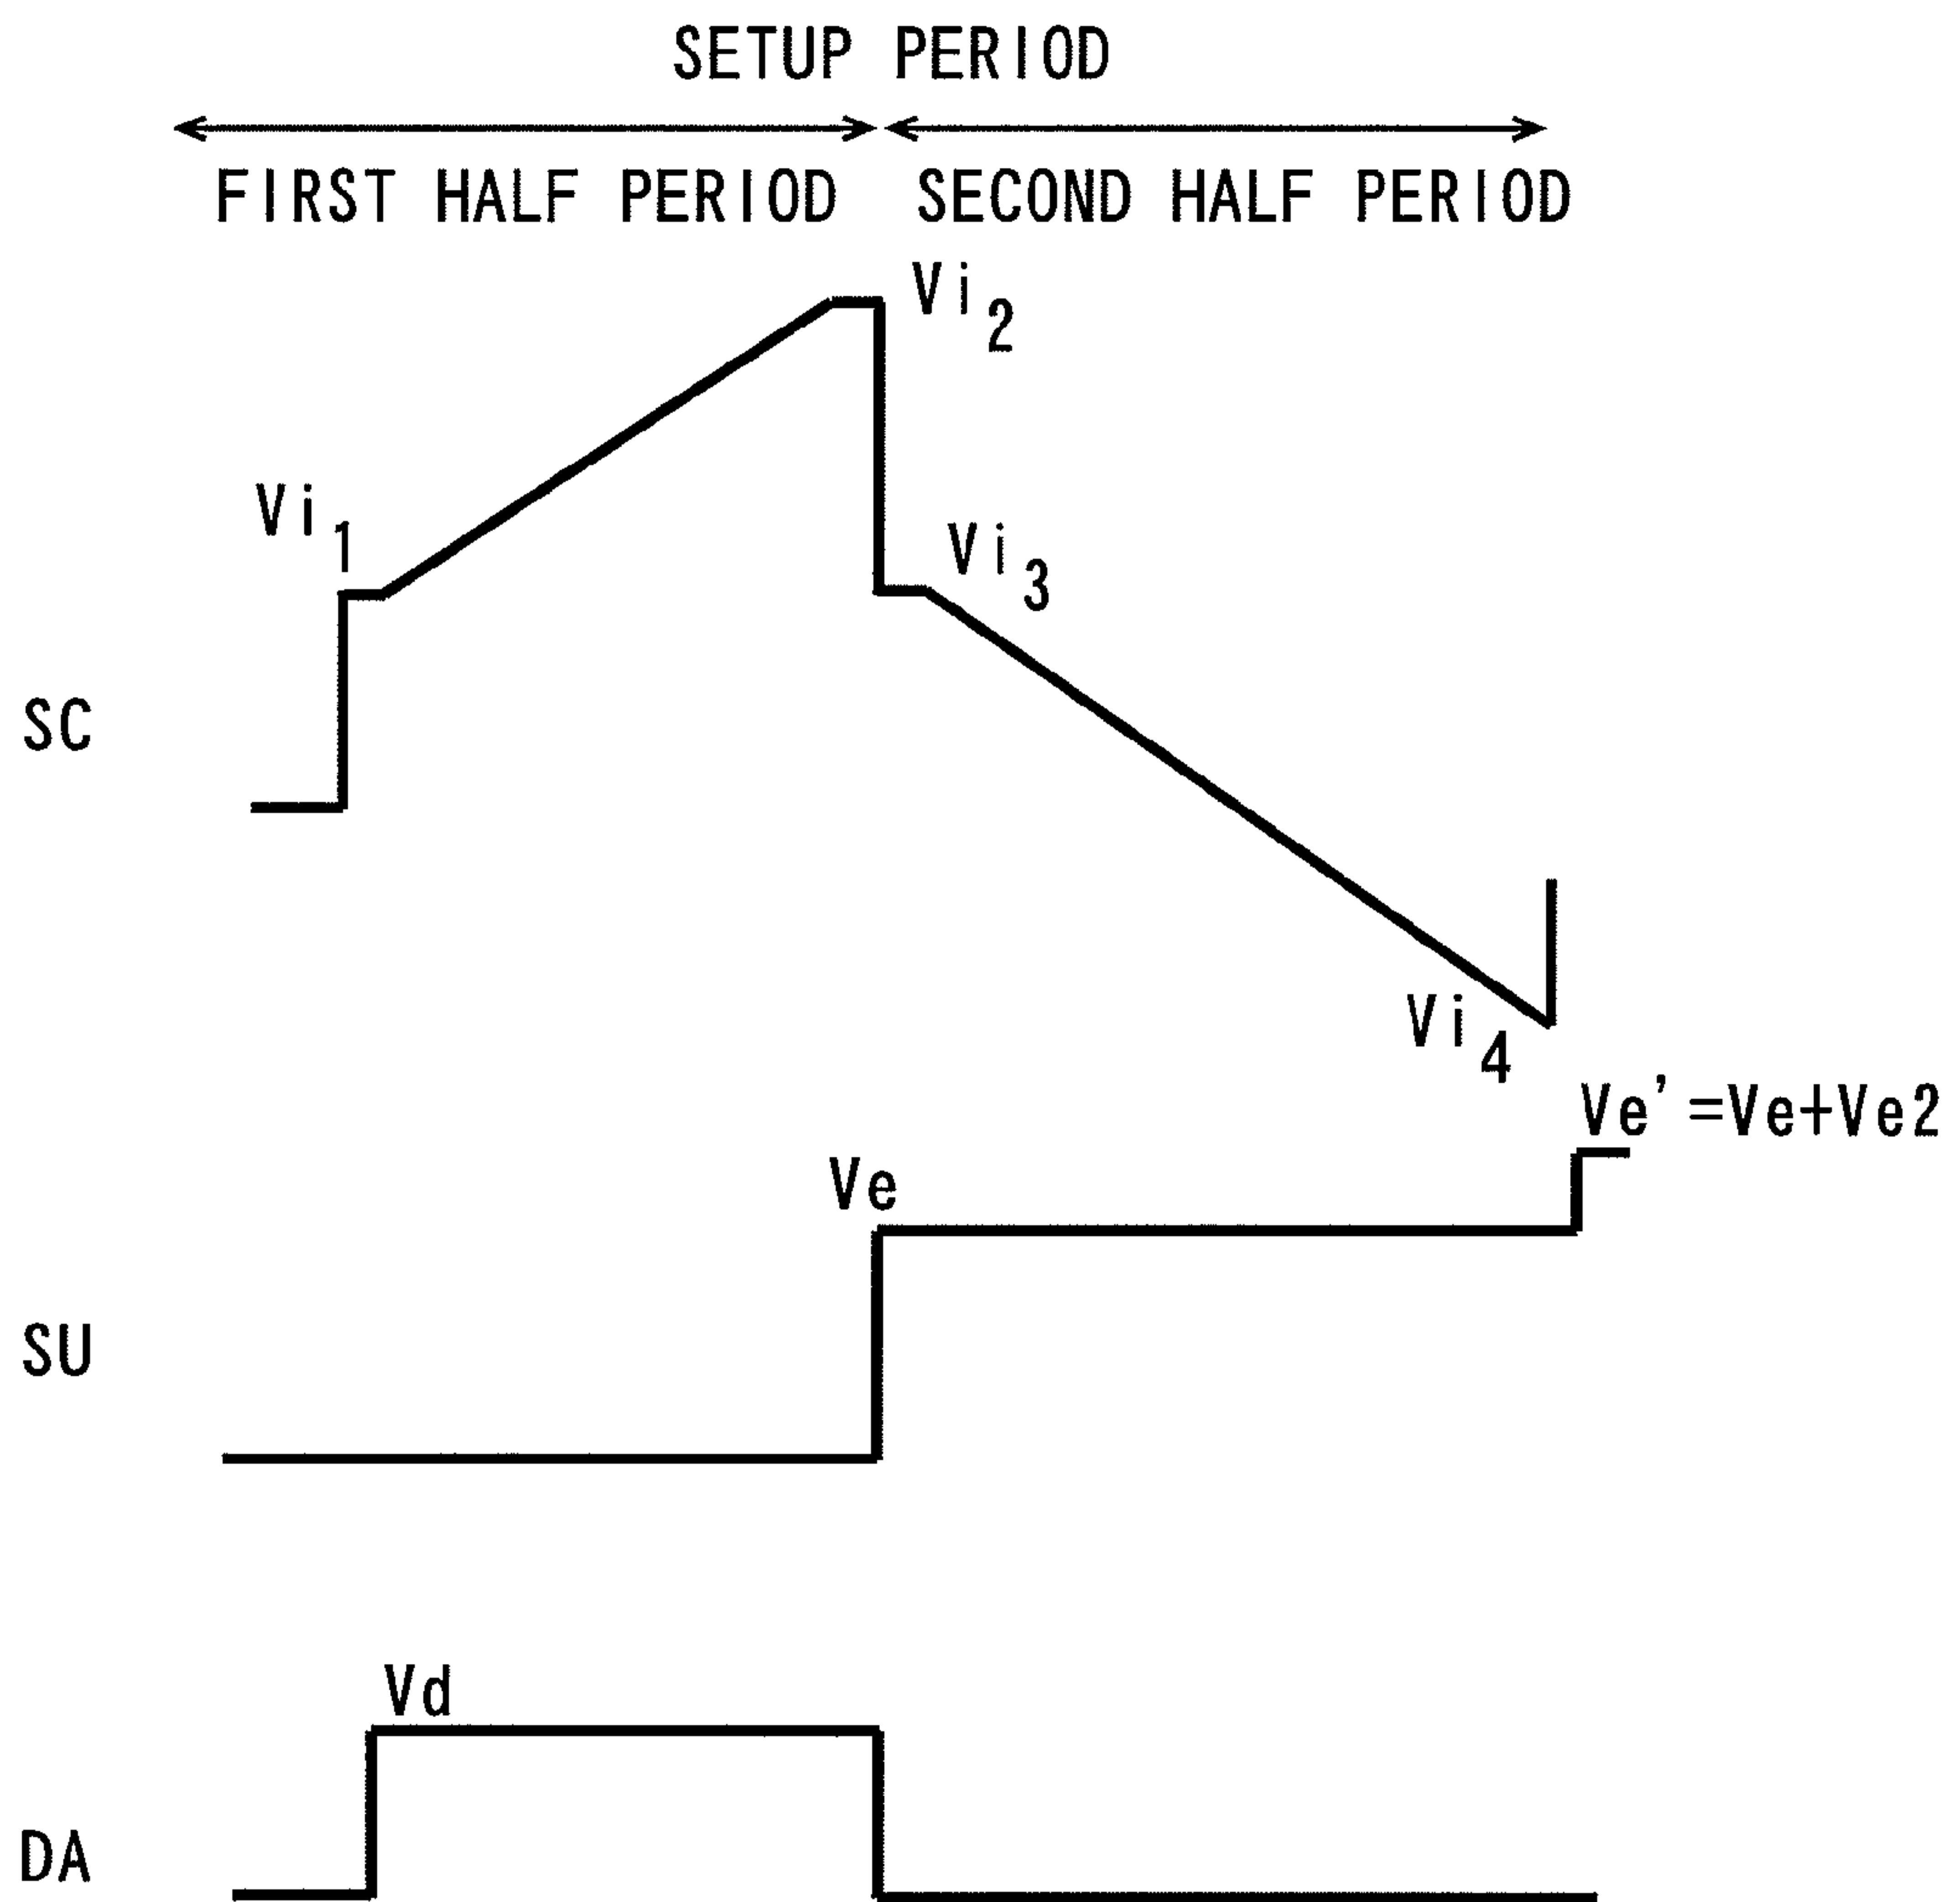 SETUP PERIOD
FIRST HALF PERIOD
SECOND HALF PERIOD
Vi2
Vi1
Vi3
SC
Vi4
Ve'=Ve+Ve2
Ve
SU
Vd
DA